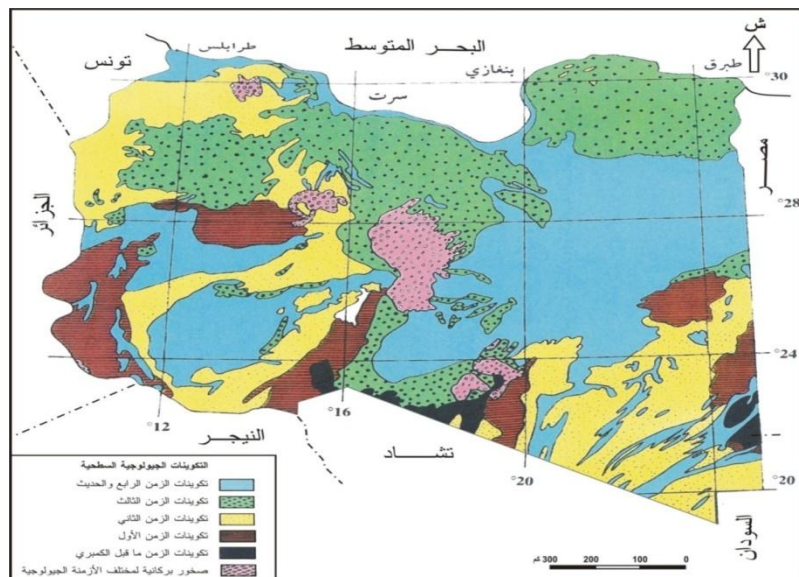 ش
البحر المتوسط
تونس
طرابلس
سرت
بنغازي
طبرق
°30
مصر
الجزائر
°28
°24
°12
°16
°20
°20
النيجر
تشاد
السودان
التكوينات الجيولوجية السطحية
تكوينات الزمن الرابع والحديث
تكوينات الزمن الثالث
تكوينات الزمن الثاني
تكوينات الزمن الأول
تكوينات الزمن ما قبل الكمبري
صخور بركانية لمختلف الأزمنة الجيولوجية
300 200 100 0
كم